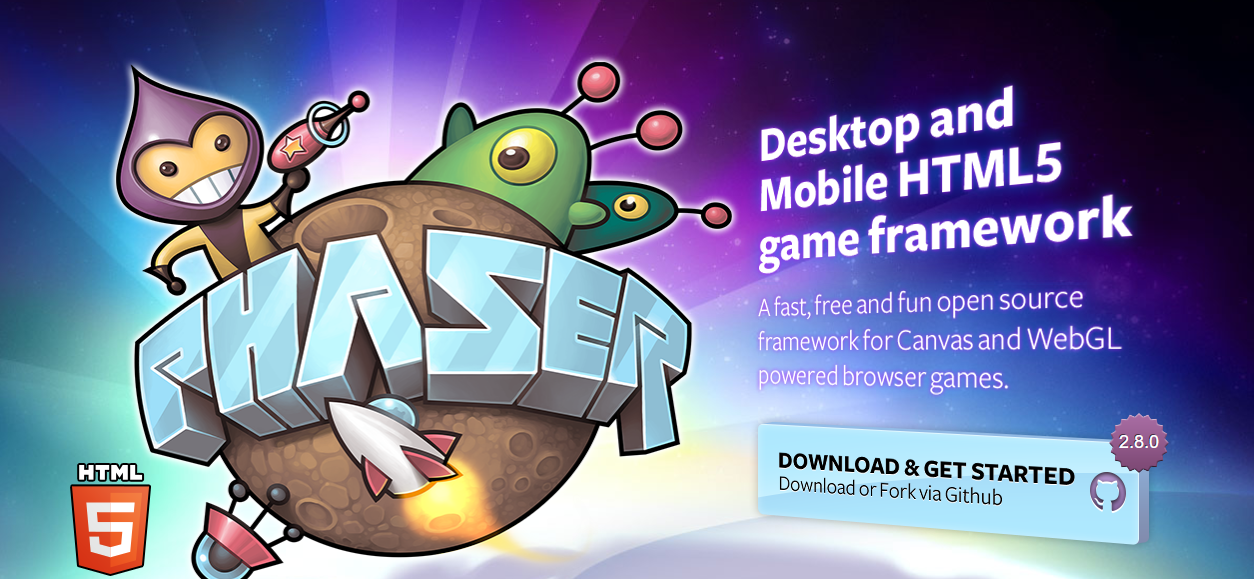 PHASER
Desktop and
Mobile HTML5
game framework
A fast, free and fun open source
framework for Canvas and WebGL
powered browser games.
2.8.0
DOWNLOAD & GET STARTED
Download or Fork via Github
HTML
5